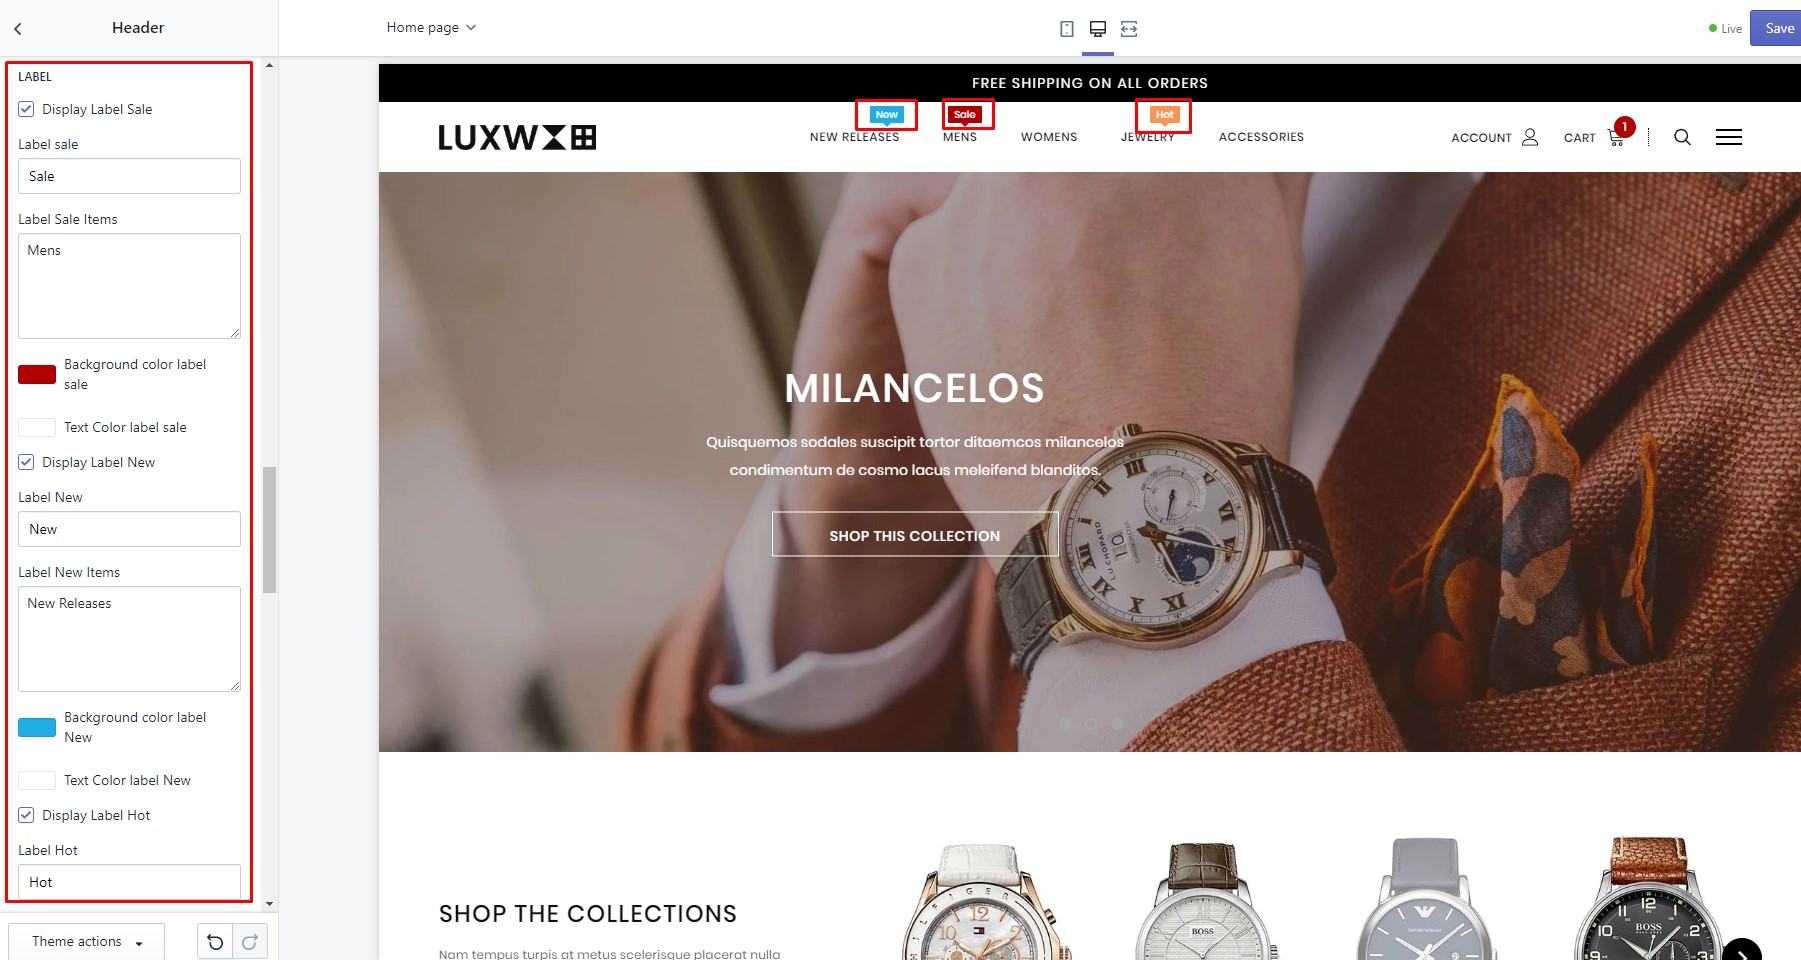 Header
Home page
Live
Save
LABEL
Display Label Sale
Label sale
Sale
Label Sale Items
Mens
Background color label
sale
Text Color label sale
Display Label New
Label New
New
Label New Items
New Releases
Background color label
New
Text Color label New
Display Label Hot
Label Hot
Hot
Theme actions
FREE SHIPPING ON ALL ORDERS
New
Sale
Hot
LUXW
NEW RELEASES
MENS
WOMENS
JEWELRY
ACCESSORIES
ACCOUNT
CART
1
MILANCELOS
Quisquemos sodales suscipit tortor ditaemcos milancelos
condimentum de cosmo lacus meleifend blanditos.
SHOP THIS COLLECTION
SHOP THE COLLECTIONS
Nam tempus turpis at metus scelerisque placerat nulla
BOSS
BOSS